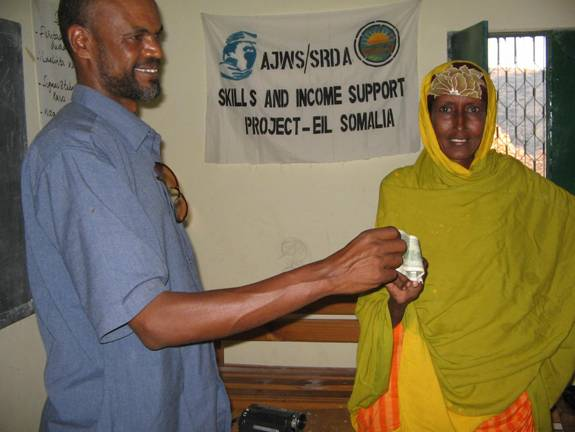 AJWS/SRDA
SKILLS AND INCOME SUPPORT
PROJECT-EIL SOMALIA